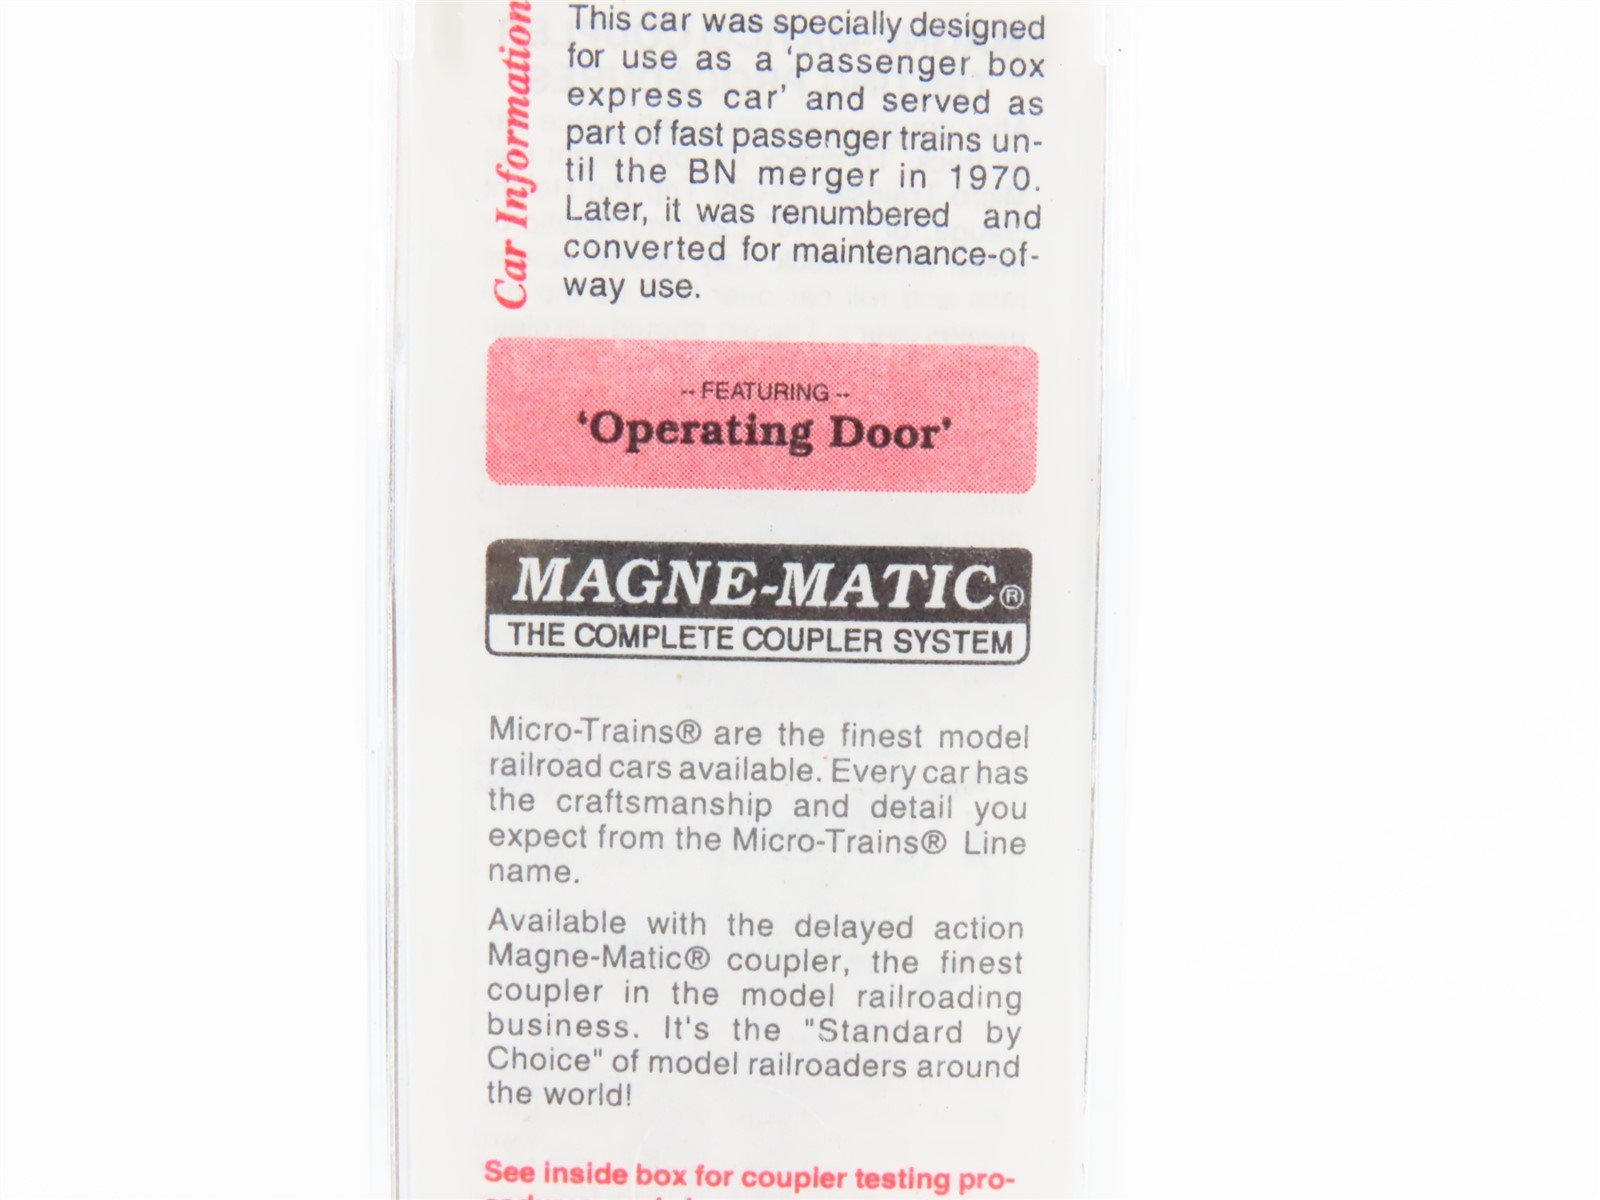 Car Information
This car was specially designed
for use as a ‘passenger box
express car’ and served as
part of fast passenger trains un-
til the BN merger in 1970.
Later, it was renumbered and
converted for maintenance-of-
way use.
-- FEATURING --
‘Operating Door’
MAGNE-MATIC®
THE COMPLETE COUPLER SYSTEM
Micro-Trains® are the finest model
railroad cars available. Every car has
the craftsmanship and detail you
expect from the Micro-Trains® Line
name.
Available with the delayed action
Magne-Matic® coupler, the finest
coupler in the model railroading
business. It's the "Standard by
Choice" of model railroaders around
the world!
See inside box for coupler testing pro-